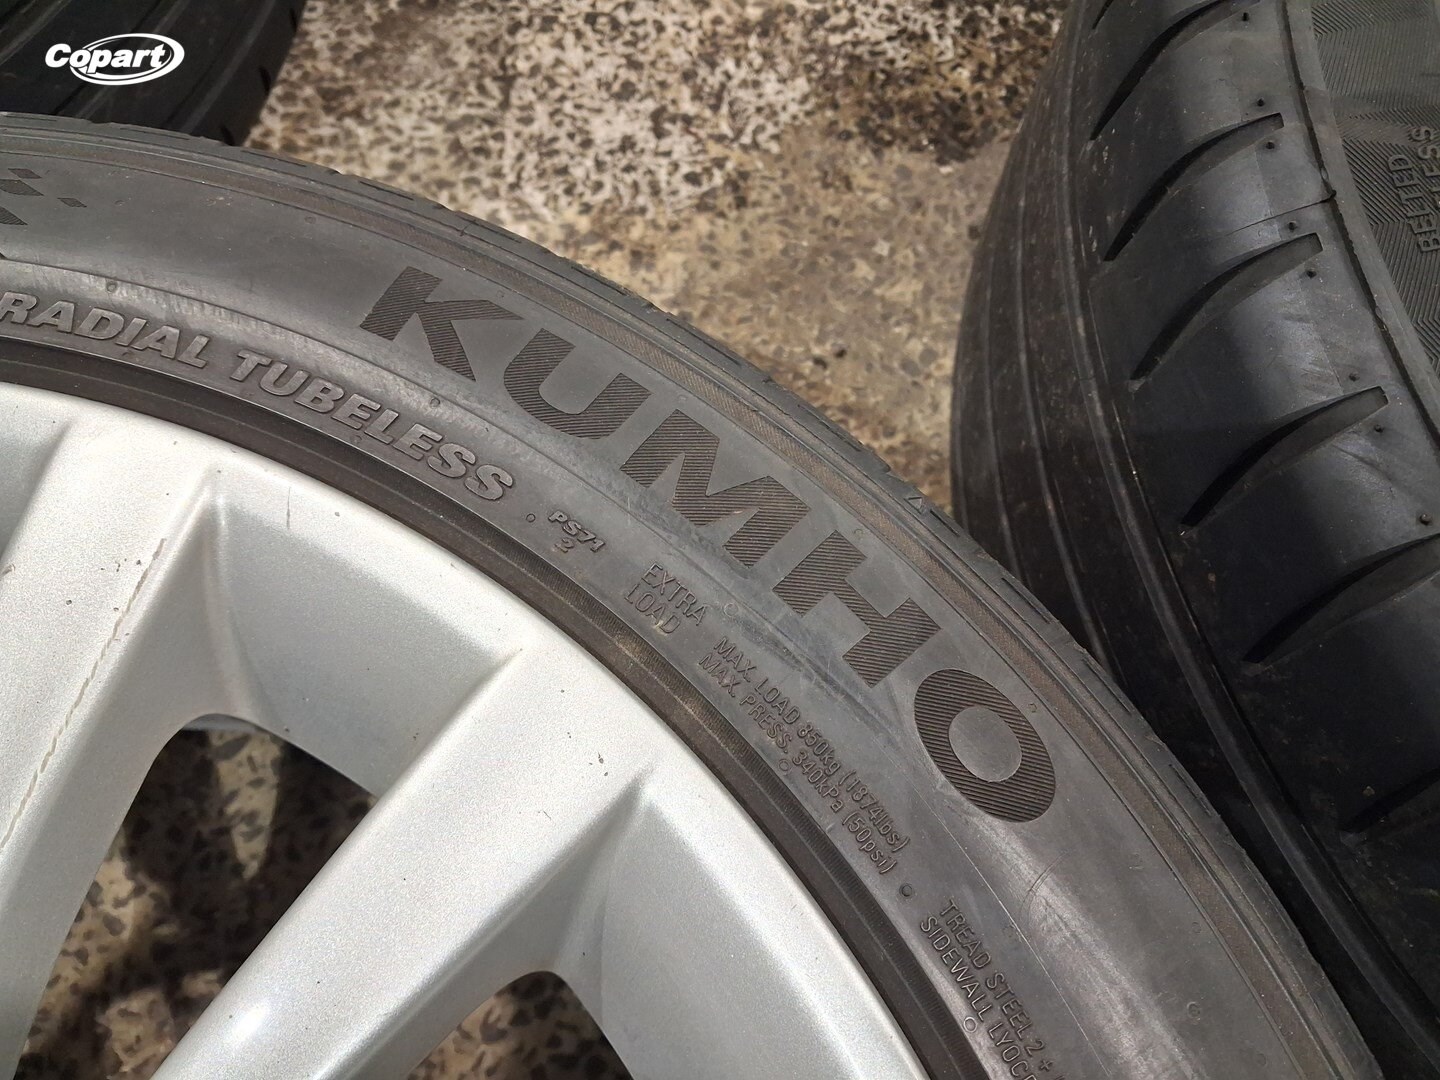 Copart
RADIAL TUBELESS
KUMHO
PS71
2
EXTRA
LOAD
MAX. LOAD 850kg (1874lbs)
MAX. PRESS. 340kPa (50psi)
TREAD STEEL 2 +
SIDEWALL LYOC
BELTED